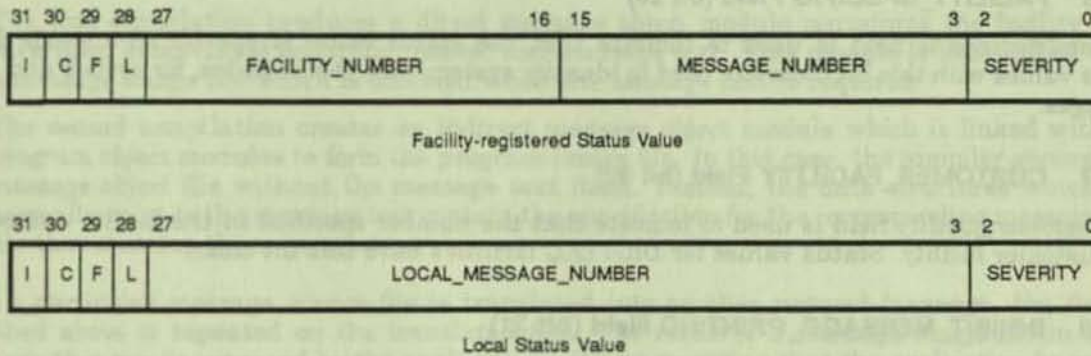 31 30 29 28 27 16 15 3 2 0
I C F L FACILITY_NUMBER MESSAGE_NUMBER SEVERITY
Facility-registered Status Value
31 30 29 28 27 3 2 0
I C F L LOCAL_MESSAGE_NUMBER SEVERITY
Local Status Value